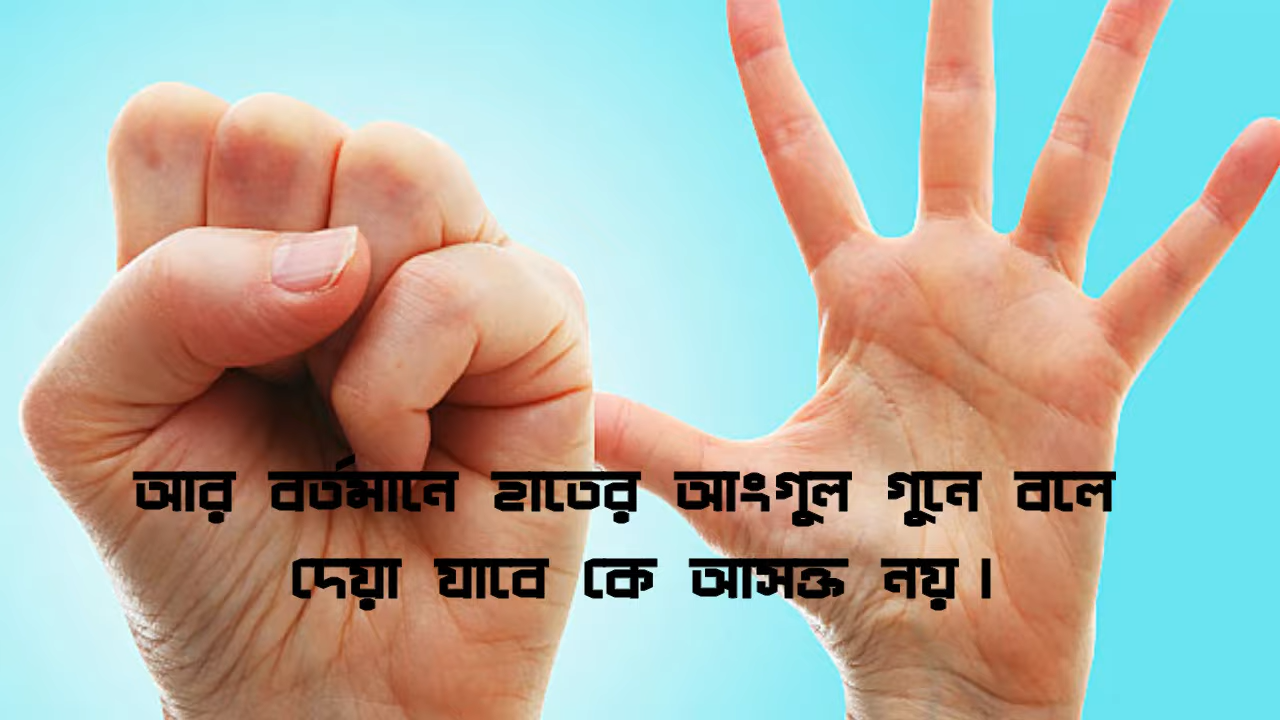 আর বর্তমানে হাতের আংগুল গুনে বলে
দেয়া যাবে কে আসক্ত নয়।